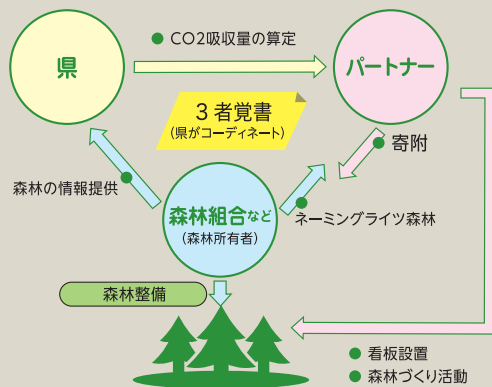 CO2吸収量の算定
県
パートナー
3者覚書
(県がコーディネート)
寄附
森林の情報提供
森林組合など
(森林所有者)
ネーミングライツ森林
森林整備
看板設置
森林づくり活動